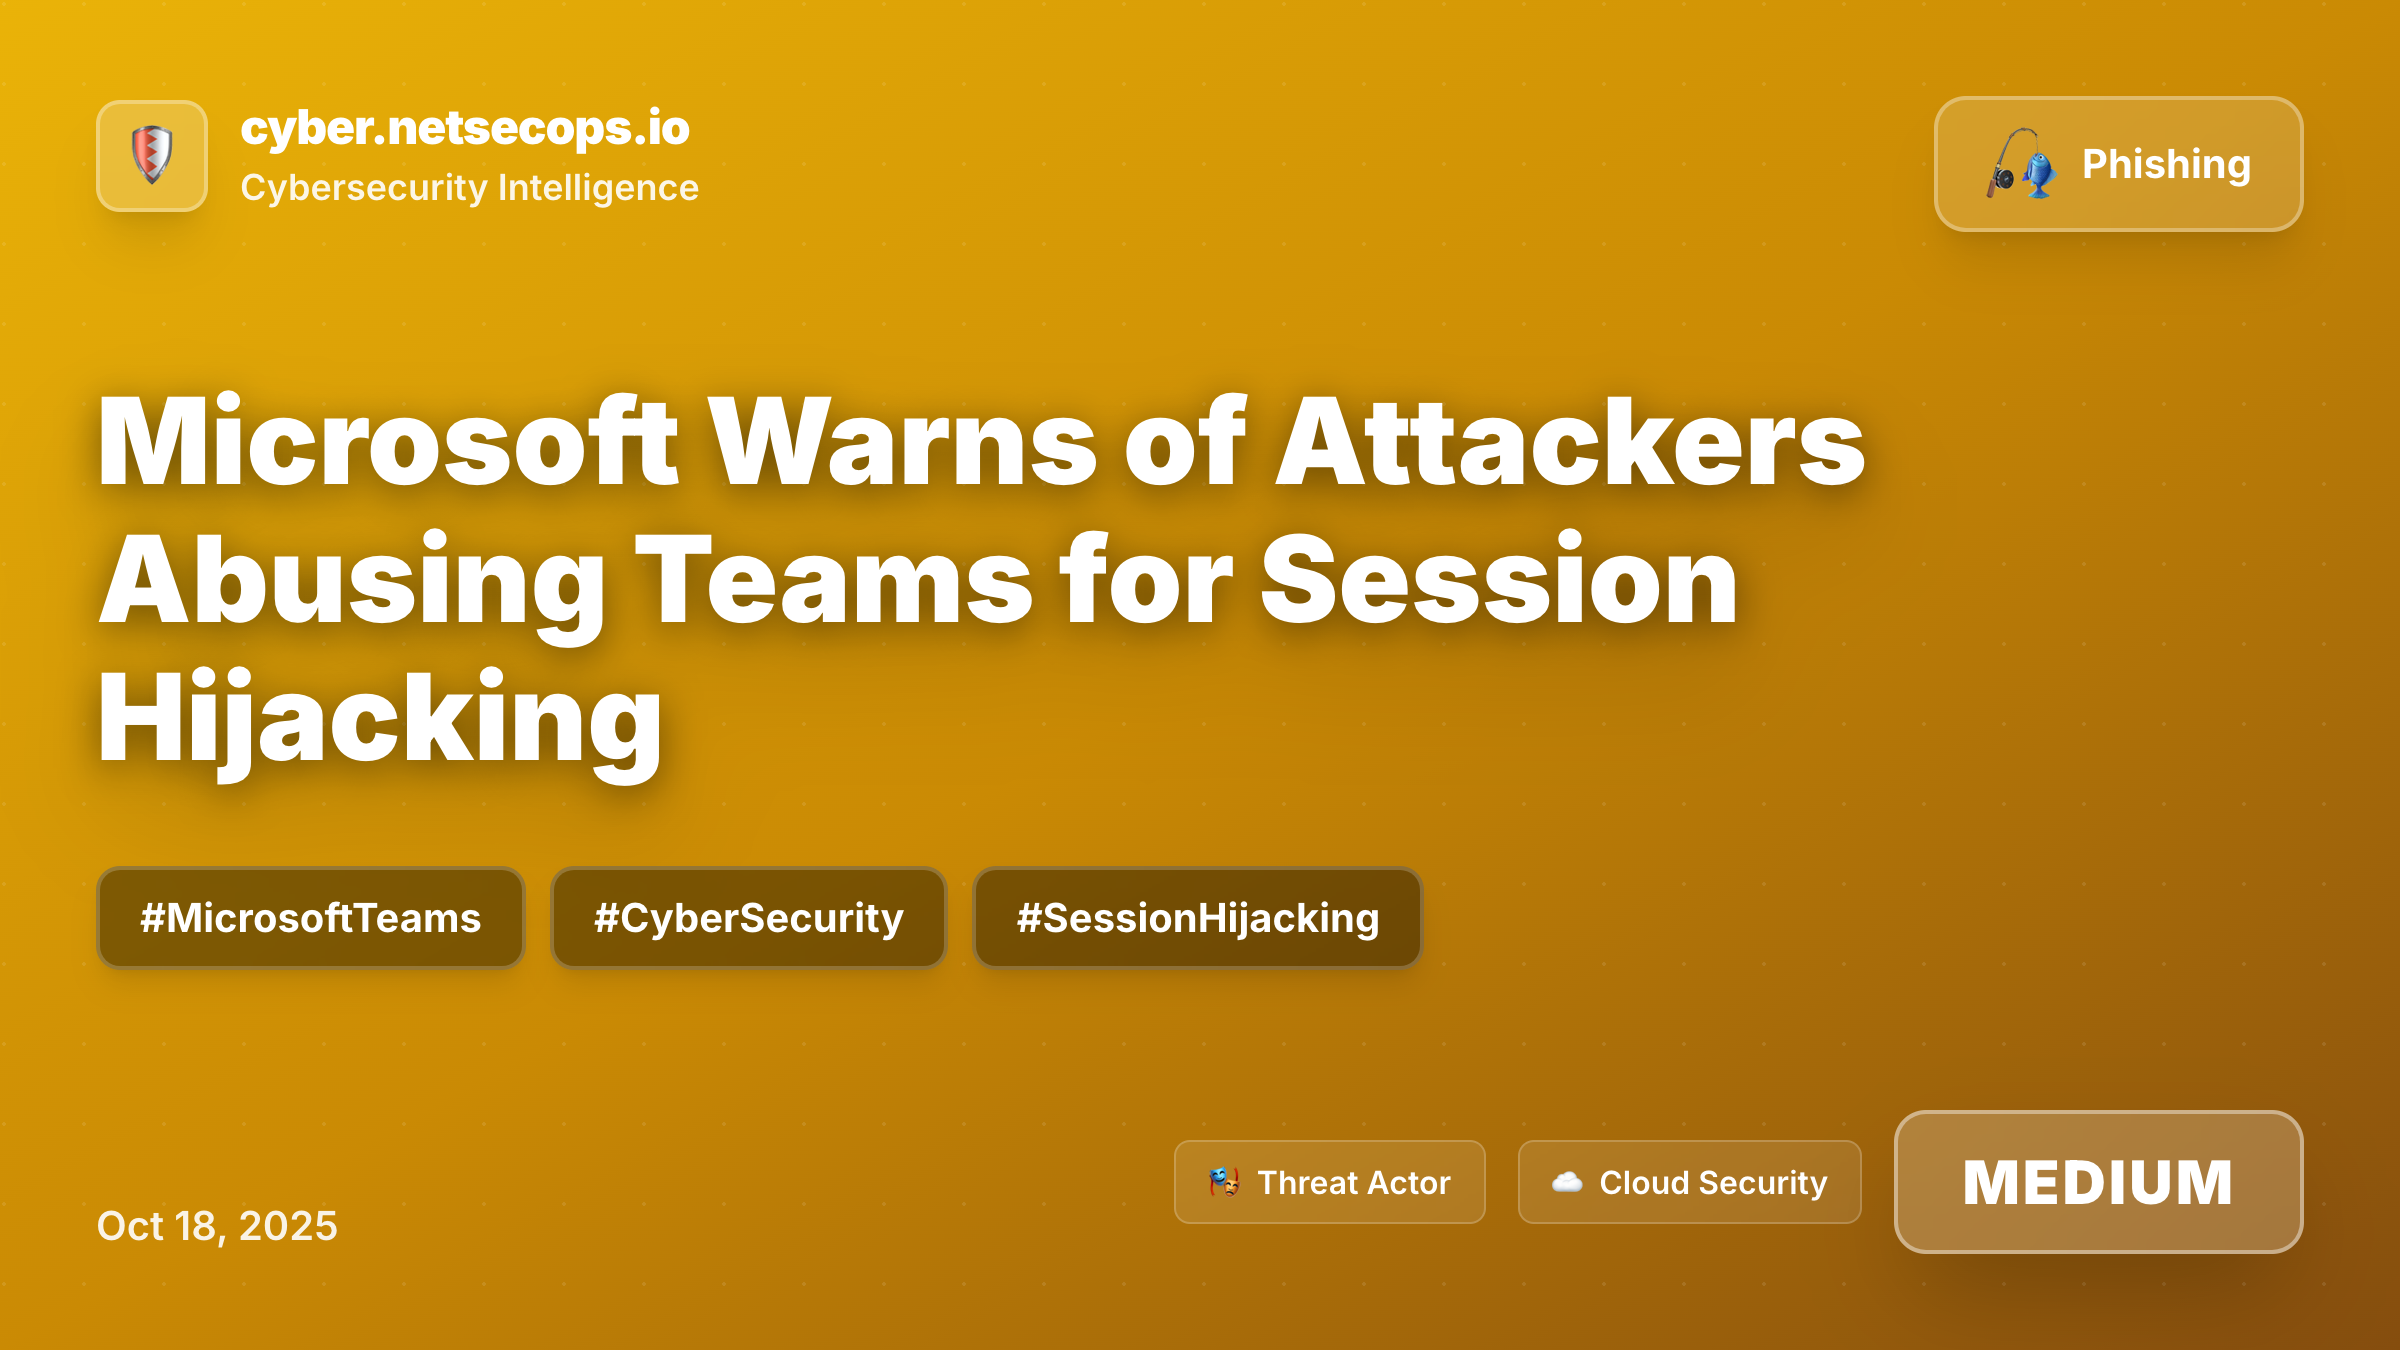 cyber.netsecops.io
Cybersecurity Intelligence
Phishing
Microsoft Warns of Attackers
Abusing Teams for Session
Hijacking
#MicrosoftTeams
#CyberSecurity
#SessionHijacking
Threat Actor
Cloud Security
MEDIUM
Oct 18, 2025